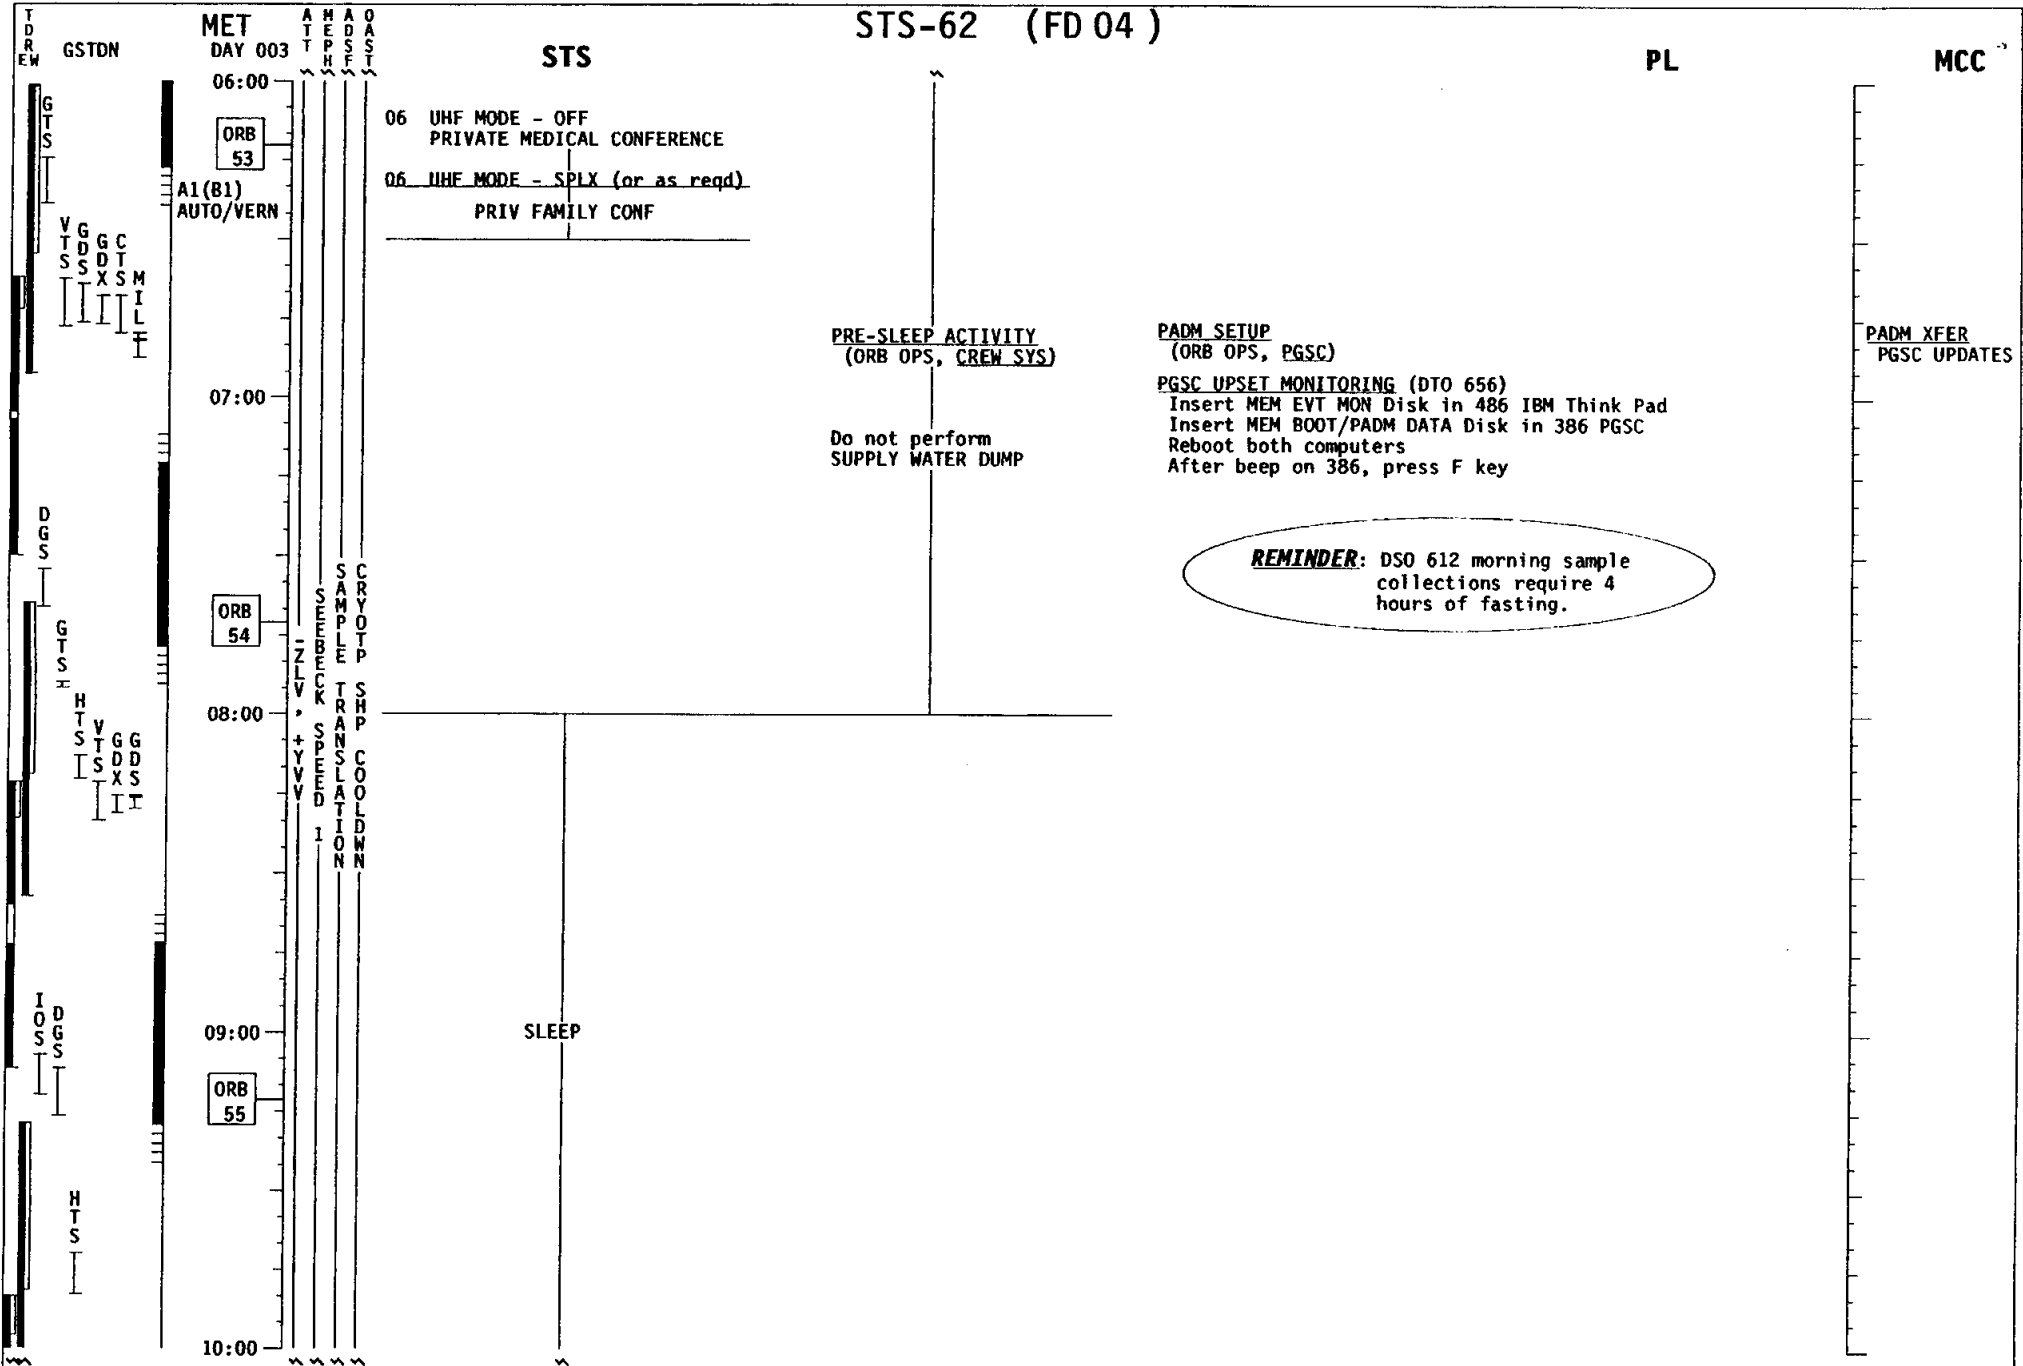 STS-62 (FD 04 )
TDRE W
GSTDN
MET
DAY 003
ATT
MEPH
ADSF
OAST
STS
PL
MCC
06:00
GTS
ORB
53
A1(B1)
AUTO/VERN
06 UHF MODE - OFF
PRIVATE MEDICAL CONFERENCE
06 UHF MODE - SPLX (or as reqd)
PRIV FAMILY CONF
VTS
GDS
GDX
CTS
MIL
PRE-SLEEP ACTIVITY
(ORB OPS, CREW SYS)
PADM SETUP
(ORB OPS, PGSC)
PADM XFER
PGSC UPDATES
PGSC UPSET MONITORING (DTO 656)
Insert MEM EVT MON Disk in 486 IBM Think Pad
Insert MEM BOOT/PADM DATA Disk in 386 PGSC
Reboot both computers
After beep on 386, press F key
07:00
Do not perform
SUPPLY WATER DUMP
DGS
REMINDER: DSO 612 morning sample
collections require 4
hours of fasting.
ORB
54
GTS
-ZLV, +YVV
SEEBECK SPEED 1
SAMPLE TRANSLATION
CRYOTP SHP COOLDWN
HTS
VTS
GDX
GDS
08:00
IOS
DGS
09:00
SLEEP
ORB
55
HTS
10:00